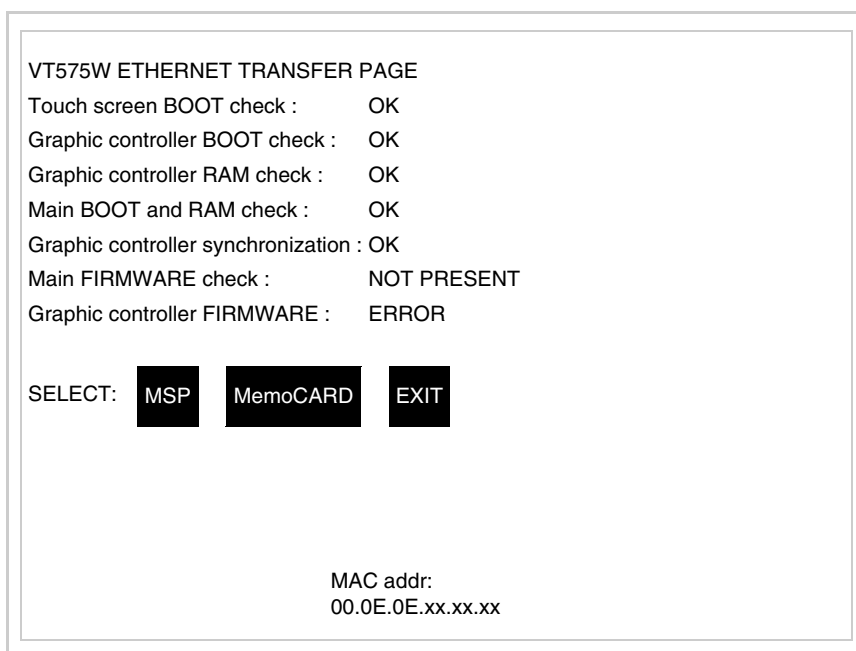 VT575W ETHERNET TRANSFER PAGE
Touch screen BOOT check : OK
Graphic controller BOOT check : OK
Graphic controller RAM check : OK
Main BOOT and RAM check : OK
Graphic controller synchronization : OK
Main FIRMWARE check : NOT PRESENT
Graphic controller FIRMWARE : ERROR
SELECT: MSP MemoCARD EXIT
MAC addr:
00.0E.0E.xx.xx.xx